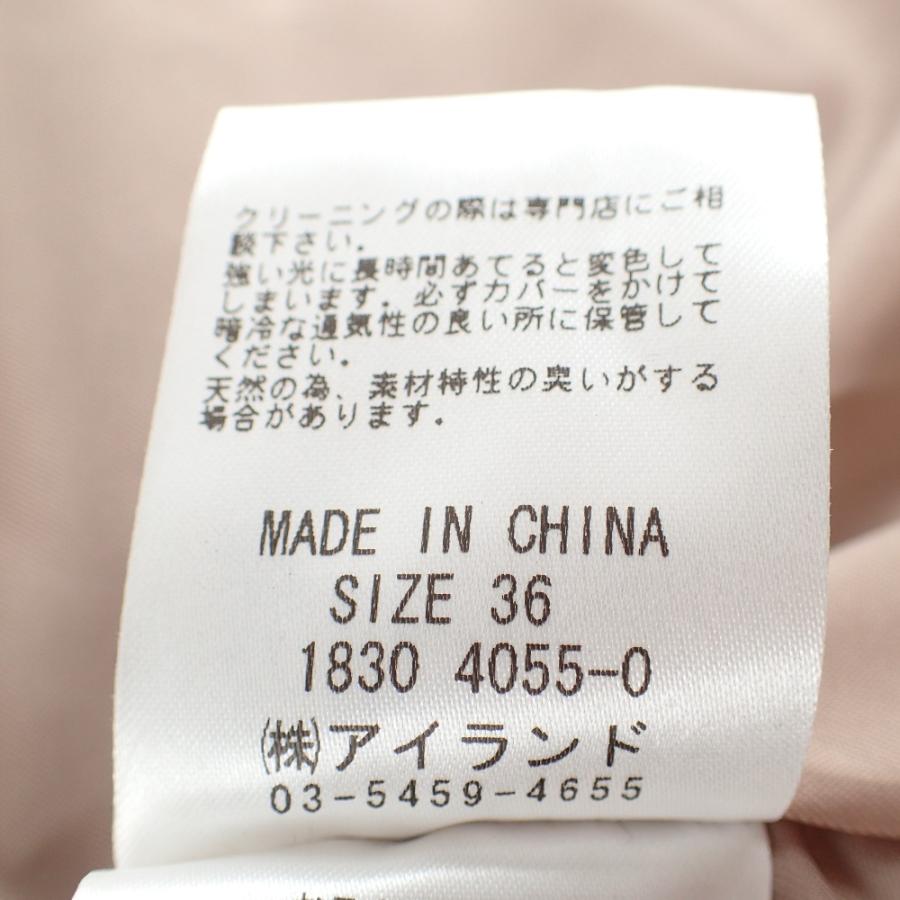 クリーニングの際は専門店にご相
談下さい。
強い光に長時間あてると変色して
しまいます。必ずカバーをかけて
暗冷な通気性の良い所に保管して
ください。
天然の為、素材特性の臭いがする
場合があります。
MADE IN CHINA
SIZE 36
1830 4055-0
㈱アイランド
03-5459-4655